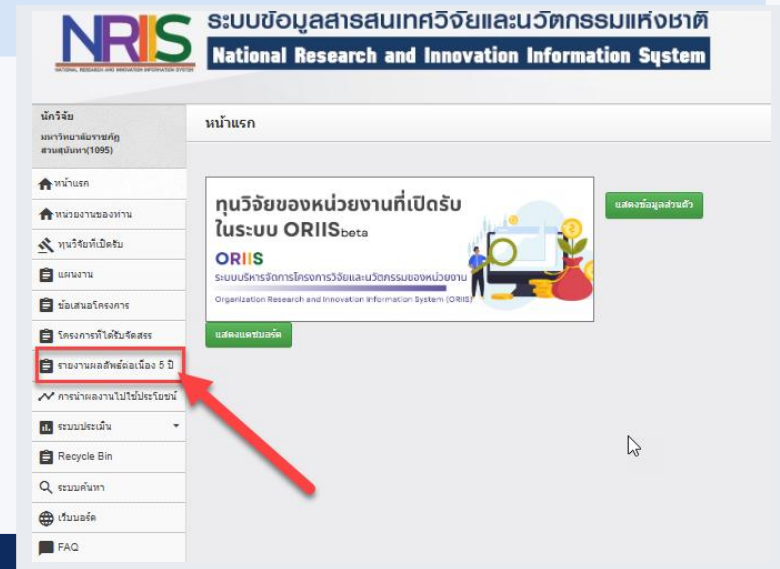 NRIIS
NATIONAL RESEARCH AND INNOVATION INFORMATION SYSTEM
ระบบข้อมูลสารสนเทศวิจัยและนวัตกรรมแห่งชาติ
National Research and Innovation Information System
นักวิจัย
มหาวิทยาลัยราชภัฏ
สวนสุนันทา(1095)
หน้าแรก
หน้าแรก
หน่วยงานของท่าน
ทุนวิจัยที่เปิดรับ
แผนงาน
ข้อเสนอโครงการ
โครงการที่ได้รับจัดสรร
รายงานผลลัพธ์ต่อเนื่อง 5 ปี
การนำผลงานไปใช้ประโยชน์
ระบบประเมิน
Recycle Bin
ระบบค้นหา
เว็บบอร์ด
FAQ
ทุนวิจัยของหน่วยงานที่เปิดรับ
ในระบบ ORIIS beta
ORIIS
ระบบบริหารจัดการโครงการวิจัยและนวัตกรรมของหน่วยงาน
Organization Research and Innovation Information System (ORIIS)
แสดงข้อมูลส่วนตัว
แสดงแดชบอร์ด